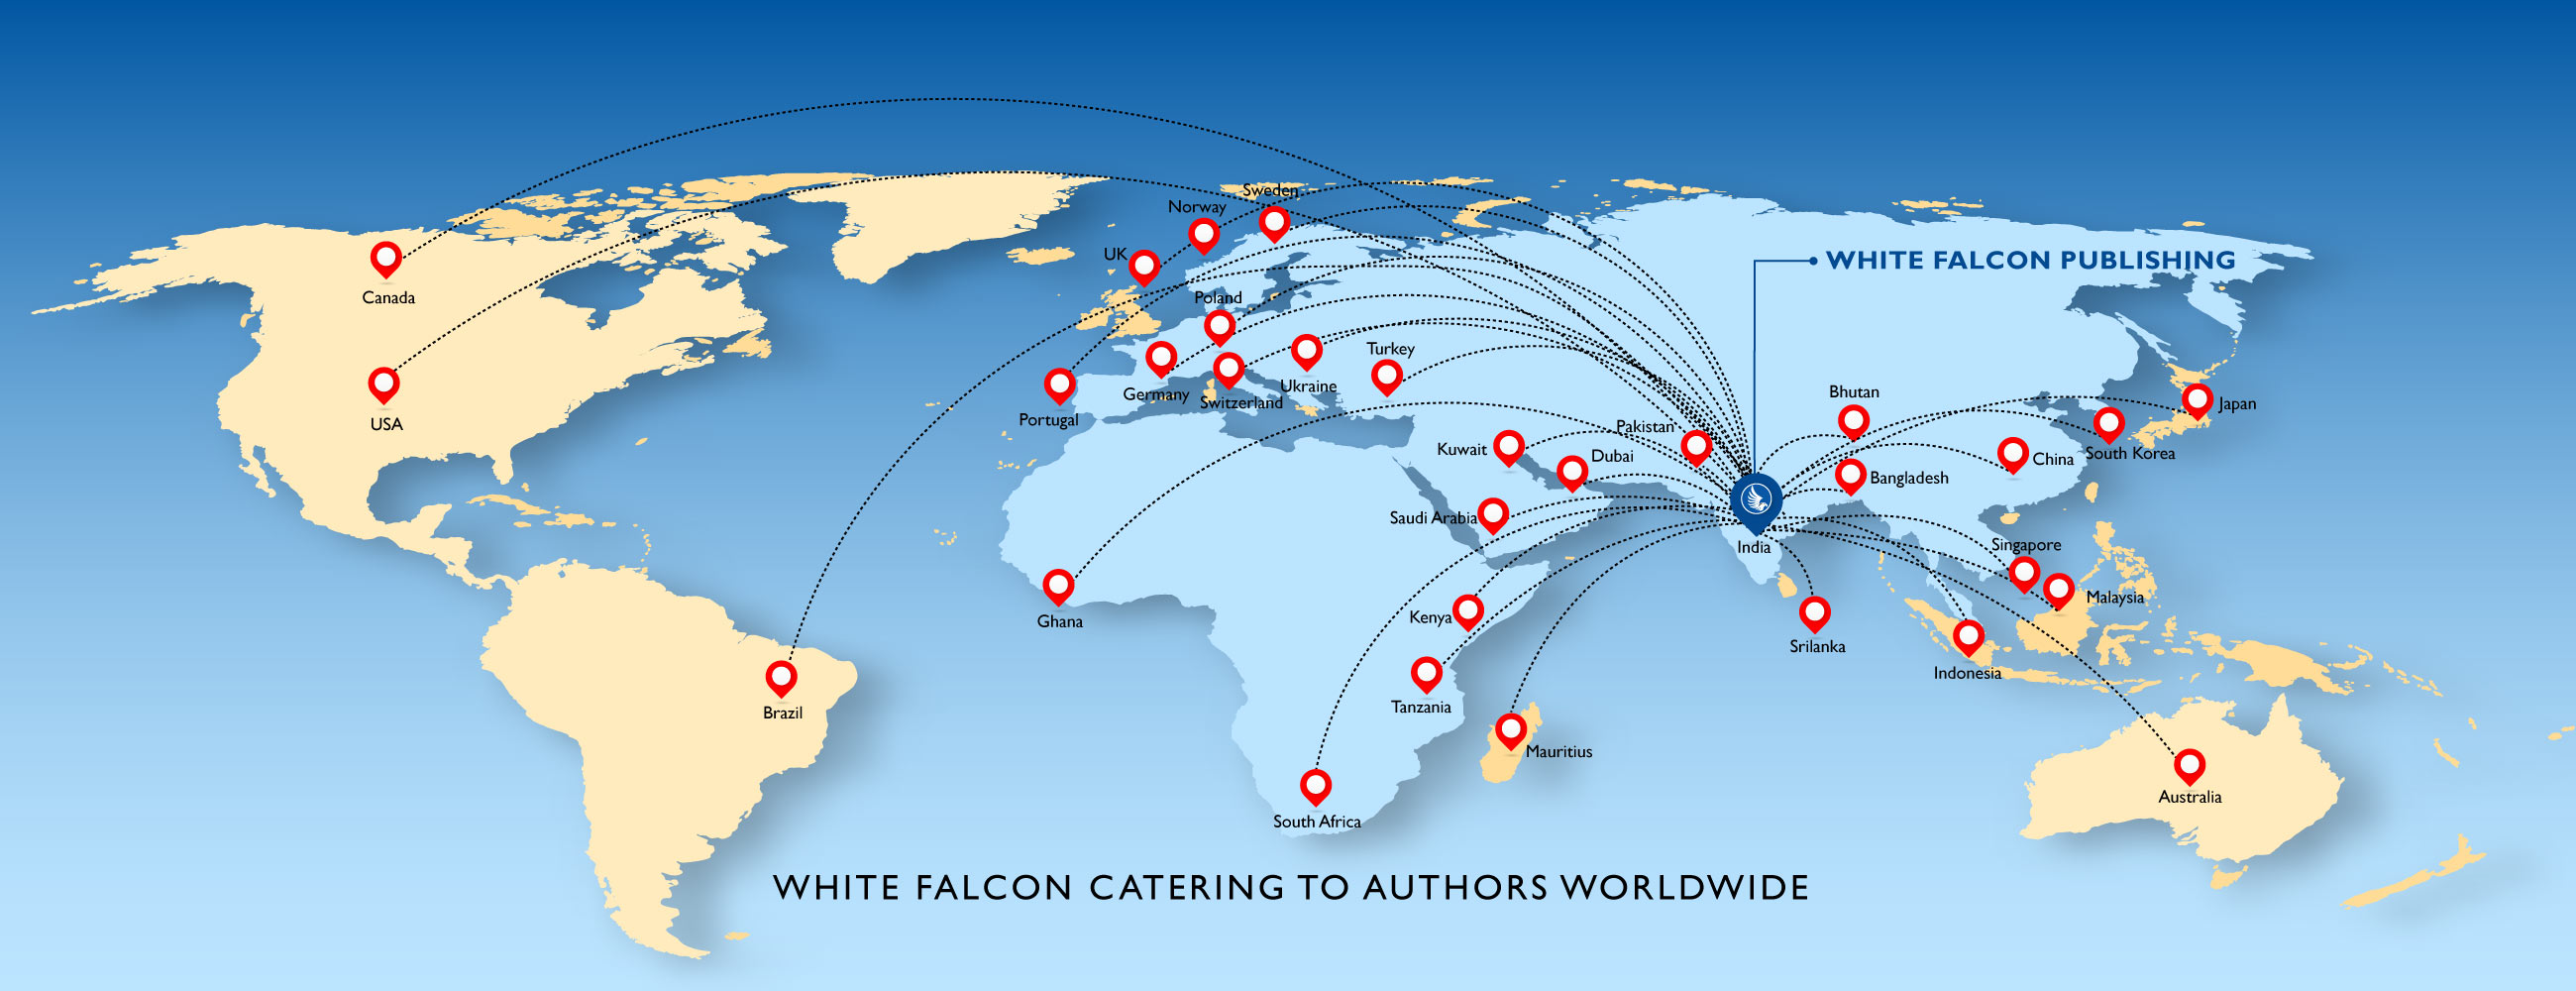 Sweden
Norway
UK
WHITE FALCON PUBLISHING
Canada
Poland
Turkey
Ukraine
Germany
Switzerland
Bhutan
Japan
USA
Portugal
Pakistan
Kuwait
Dubai
South Korea
China
Bangladesh
Saudi Arabia
India
Singapore
Malaysia
Ghana
Kenya
Srilanka
Indonesia
Brazil
Tanzania
Mauritius
Australia
South Africa
WHITE FALCON CATERING TO AUTHORS WORLDWIDE